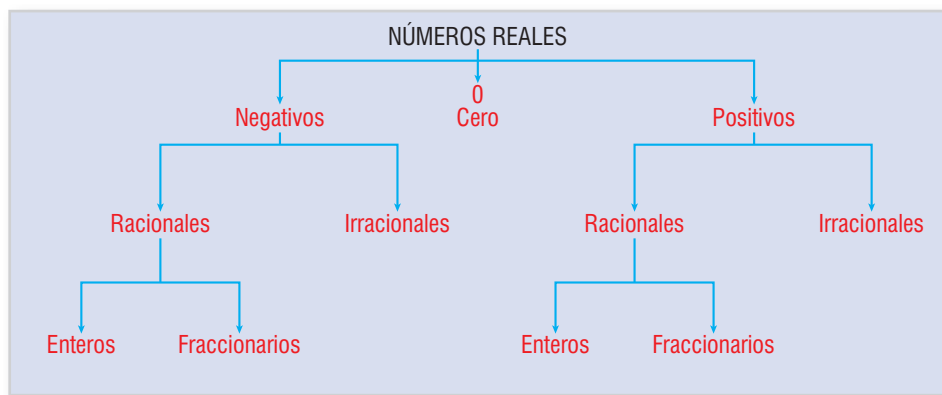 NÚMEROS REALES
0
Negativos Cero Positivos
Racionales Irracionales Racionales Irracionales
Enteros Fraccionarios Enteros Fraccionarios